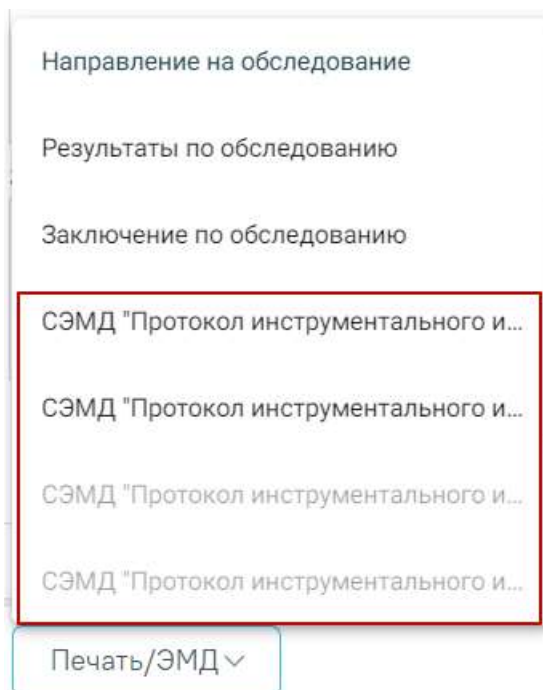 Направление на обследование
Результаты по обследованию
Заключение по обследованию
СЭМД "Протокол инструментального и...
СЭМД "Протокол инструментального и...
СЭМД "Протокол инструментального и...
СЭМД "Протокол инструментального и...
Печать/ЭМД